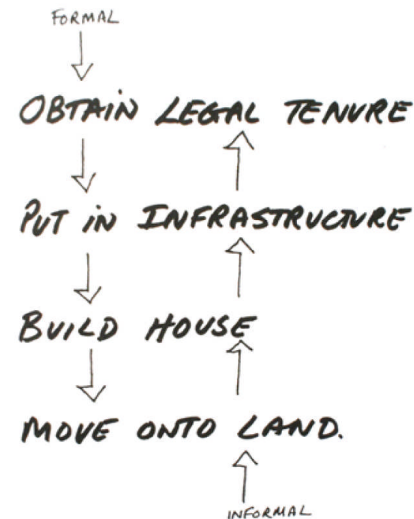 FORMAL
OBTAIN LEGAL TENURE
PUT IN INFRASTRUCTURE
BUILD HOUSE
MOVE ONTO LAND.
INFORMAL